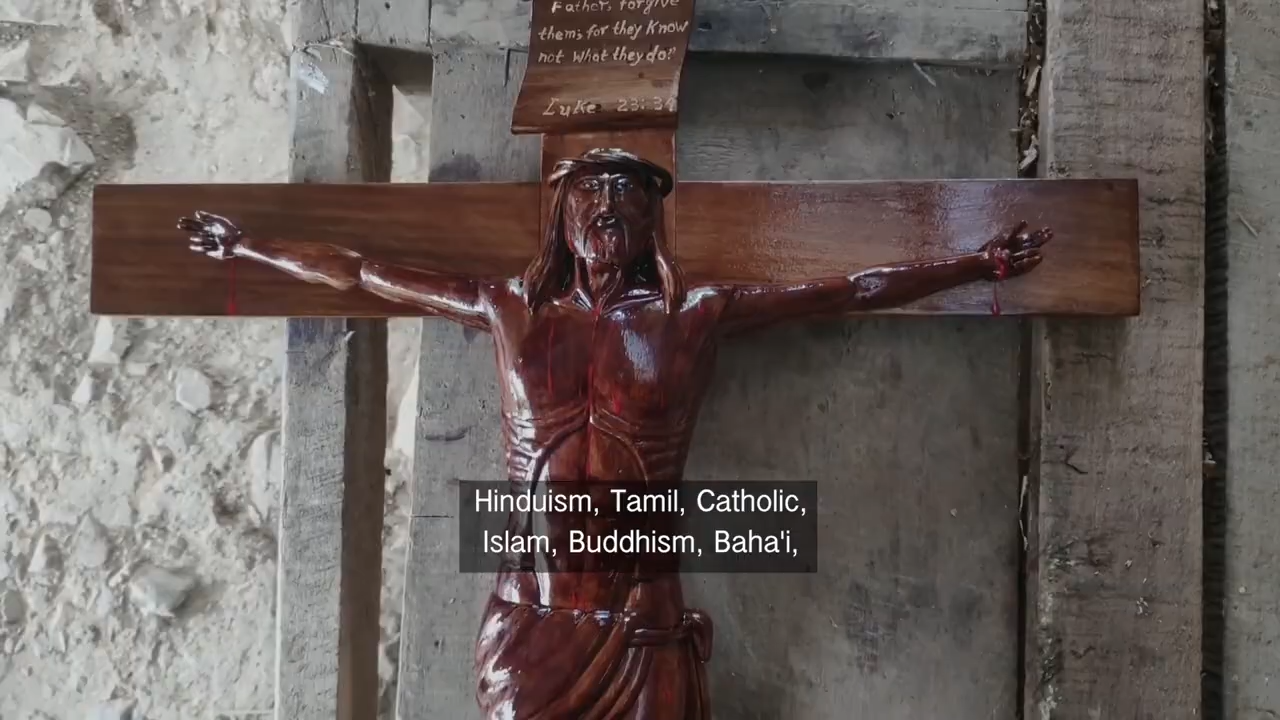 Father, forgive
them; for they know
not what they do."
Luke 23:34
Hinduism, Tamil, Catholic,
Islam, Buddhism, Baha'i,